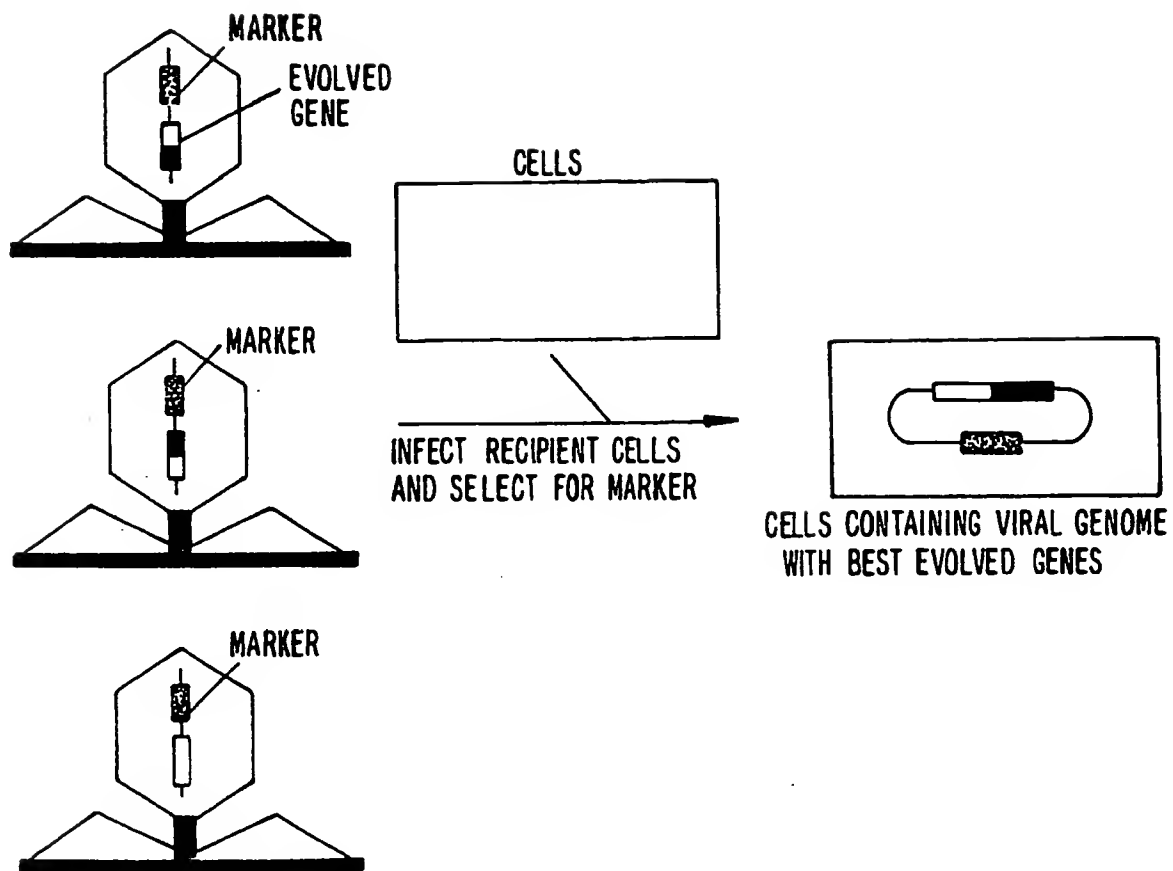 MARKER
EVOLVED
GENE
CELLS
MARKER
INFECT RECIPIENT CELLS
AND SELECT FOR MARKER
CELLS CONTAINING VIRAL GENOME
WITH BEST EVOLVED GENES
MARKER